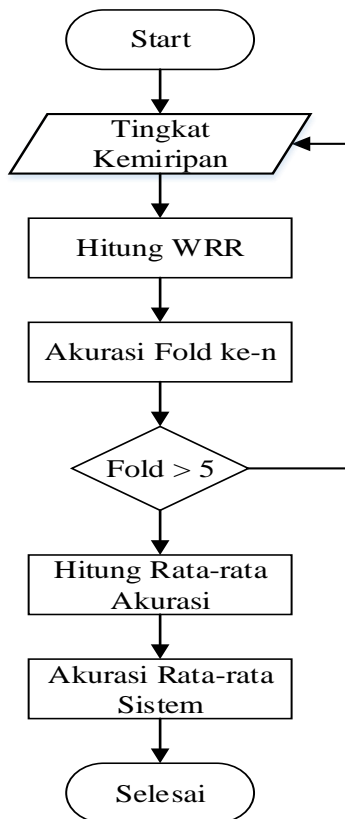 Start
Tingkat
Kemiripan
Hitung WRR
Akurasi Fold ke-n
Fold > 5
Hitung Rata-rata
Akurasi
Akurasi Rata-rata
Sistem
Selesai